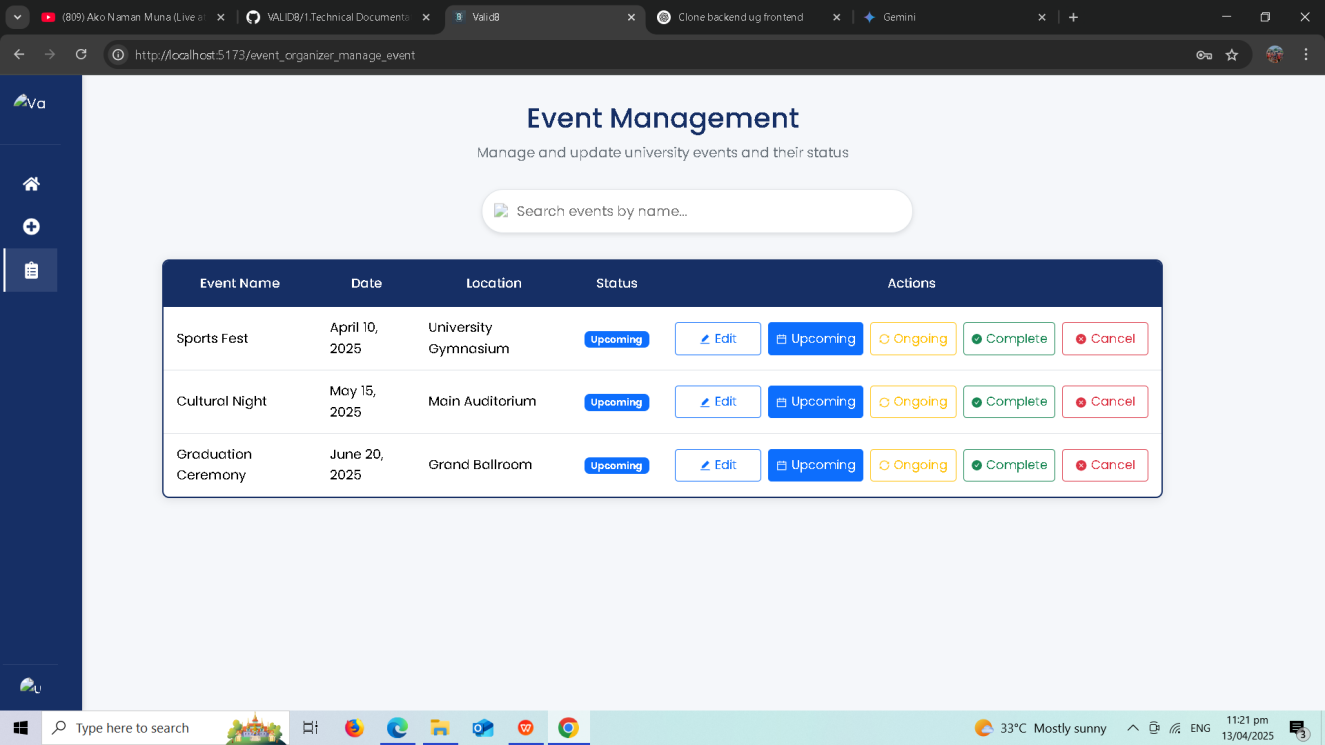 (809) Ako Naman Muna (Live at
VALID8/1.Technical Documenta
Valid8
Clone backend ug frontend
Gemini
http://localhost:5173/event_organizer_manage_event
Va
Event Management
Manage and update university events and their status
Search events by name...
Event Name Date Location Status Actions
Sports Fest April 10, 2025 University Gymnasium Upcoming Edit Upcoming Ongoing Complete Cancel
Cultural Night May 15, 2025 Main Auditorium Upcoming Edit Upcoming Ongoing Complete Cancel
Graduation Ceremony June 20, 2025 Grand Ballroom Upcoming Edit Upcoming Ongoing Complete Cancel
Type here to search
33°C Mostly sunny
ENG
11:21 pm
13/04/2025
3